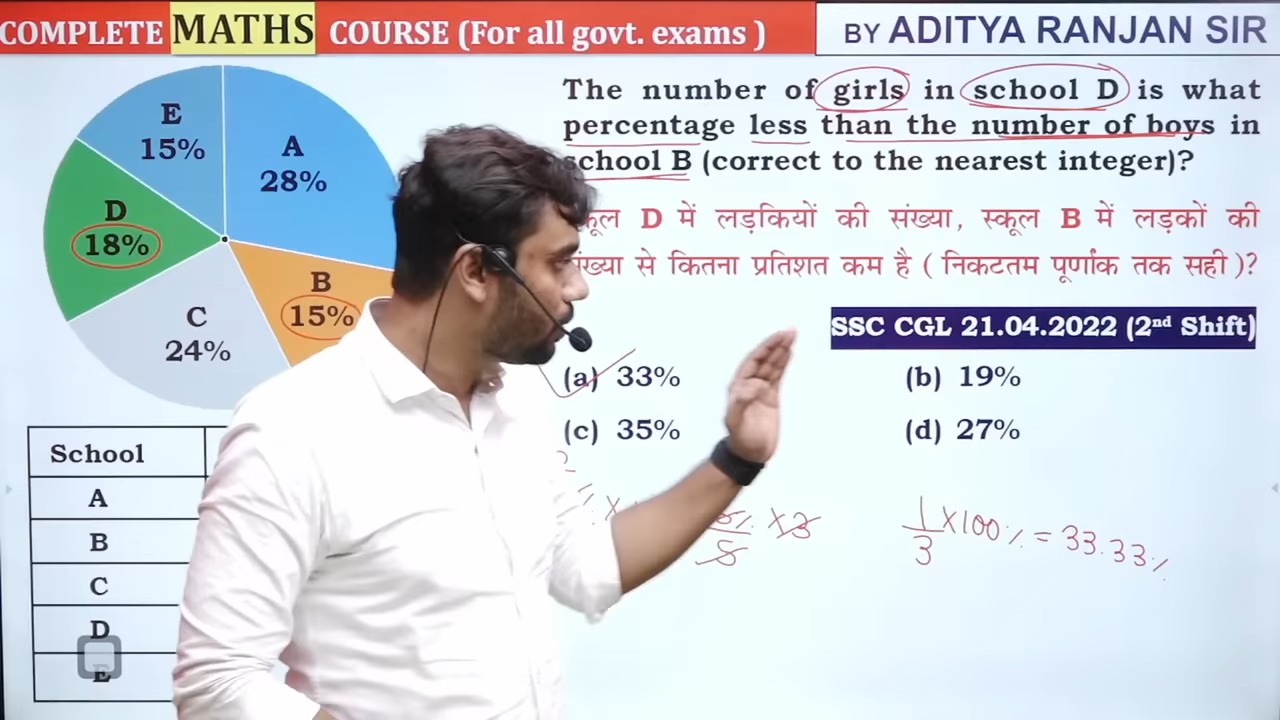 COMPLETE MATHS COURSE (For all govt. exams )
BY ADITYA RANJAN SIR
E
15%
A
28%
D
18%
B
15%
C
24%
The number of girls in school D is what
percentage less than the number of boys in
school B (correct to the nearest integer)?
D में लड़कियों की संख्या, स्कूल B में लड़कों की
से कितना प्रतिशत कम है ( निकटतम पूर्णांक तक सही )?
SSC CGL 21.04.2022 (2nd Shift)
(a) 33%
(b) 19%
(c) 35%
(d) 27%
×3
5
1/3 ×100% = 33.33%
School
A
B
C
D
E